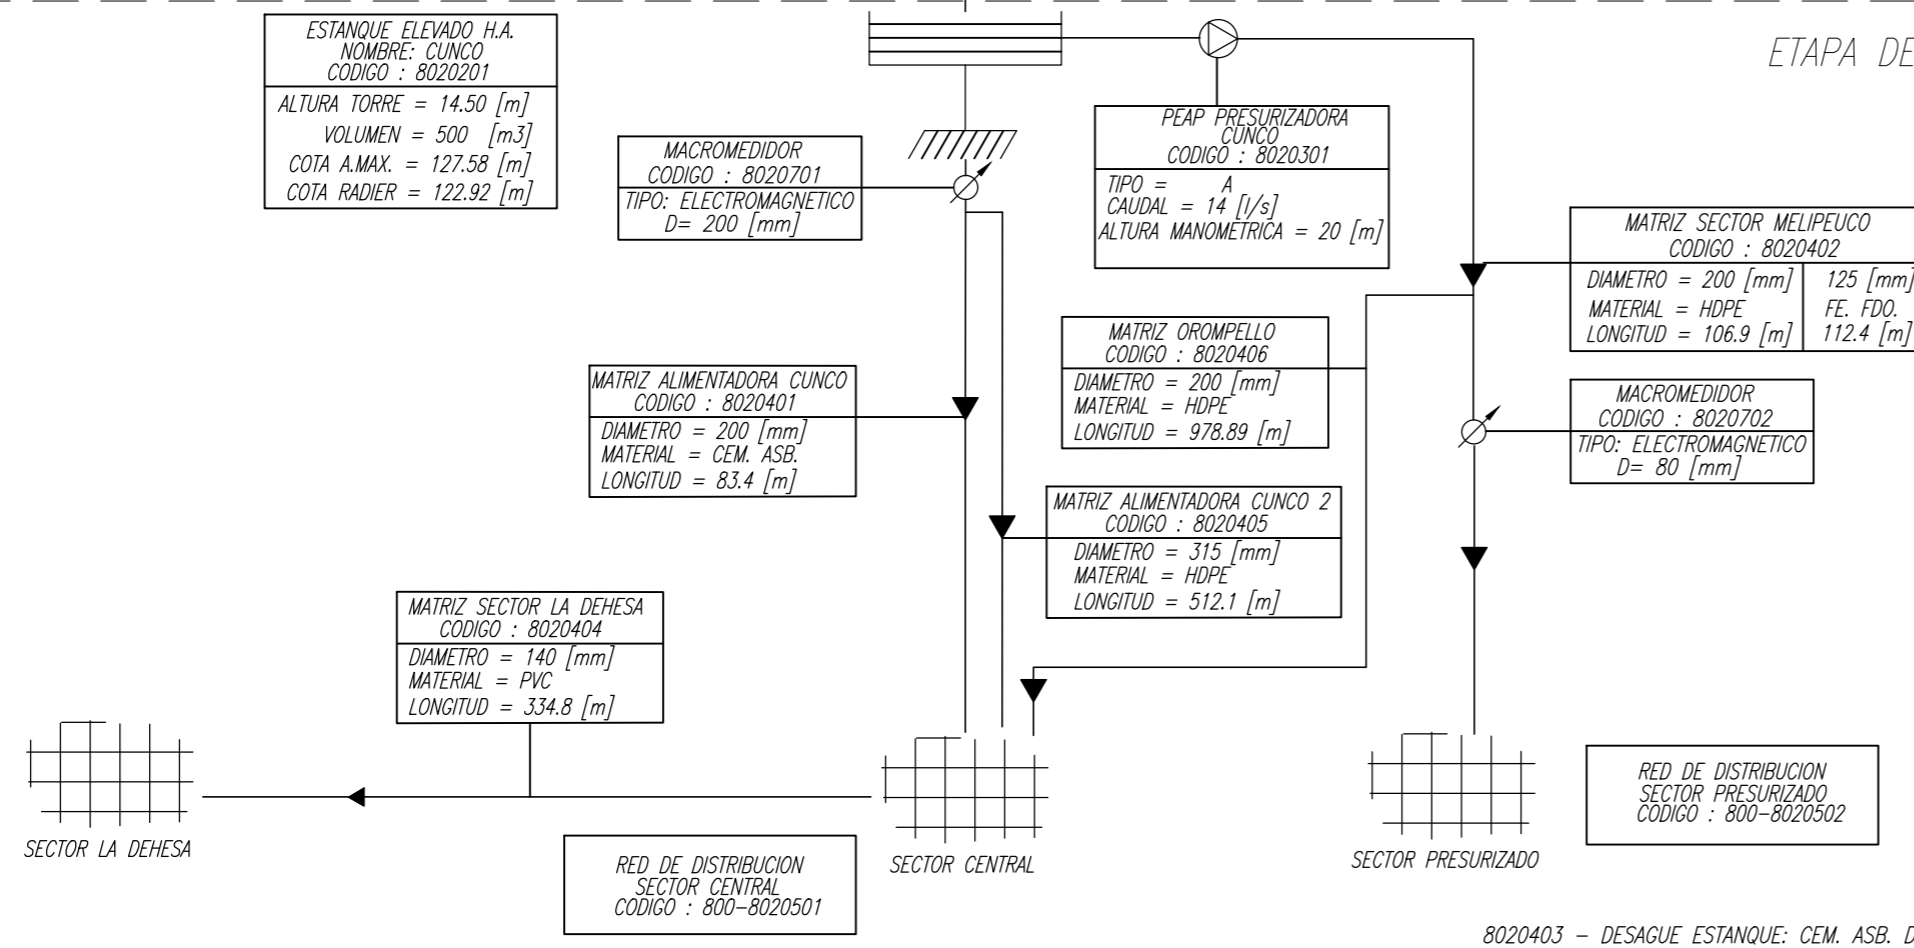 ESTANQUE ELEVADO H.A.
NOMBRE: CUNCO
CODIGO : 8020201
ALTURA TORRE = 14.50 [m]
VOLUMEN = 500 [m3]
COTA A.MAX. = 127.58 [m]
COTA RADIER = 122.92 [m]
ETAPA DE
MACROMEDIDOR
CODIGO : 8020701
TIPO: ELECTROMAGNETICO
D= 200 [mm]
PEAP PRESURIZADORA
CUNCO
CODIGO : 8020301
TIPO = A
CAUDAL = 14 [l/s]
ALTURA MANOMETRICA = 20 [m]
MATRIZ SECTOR MELIPEUCO
CODIGO : 8020402
DIAMETRO = 200 [mm] 125 [mm]
MATERIAL = HDPE FE. FDO.
LONGITUD = 106.9 [m] 112.4 [m]
MATRIZ OROMPELLO
CODIGO : 8020406
DIAMETRO = 200 [mm]
MATERIAL = HDPE
LONGITUD = 978.89 [m]
MATRIZ ALIMENTADORA CUNCO
CODIGO : 8020401
DIAMETRO = 200 [mm]
MATERIAL = CEM. ASB.
LONGITUD = 83.4 [m]
MACROMEDIDOR
CODIGO : 8020702
TIPO: ELECTROMAGNETICO
D= 80 [mm]
MATRIZ ALIMENTADORA CUNCO 2
CODIGO : 8020405
DIAMETRO = 315 [mm]
MATERIAL = HDPE
LONGITUD = 512.1 [m]
MATRIZ SECTOR LA DEHESA
CODIGO : 8020404
DIAMETRO = 140 [mm]
MATERIAL = PVC
LONGITUD = 334.8 [m]
SECTOR LA DEHESA
RED DE DISTRIBUCION
SECTOR CENTRAL
CODIGO : 800-8020501
SECTOR CENTRAL
SECTOR PRESURIZADO
RED DE DISTRIBUCION
SECTOR PRESURIZADO
CODIGO : 800-8020502
8020403 - DESAGUE ESTANQUE: CEM. ASB. D